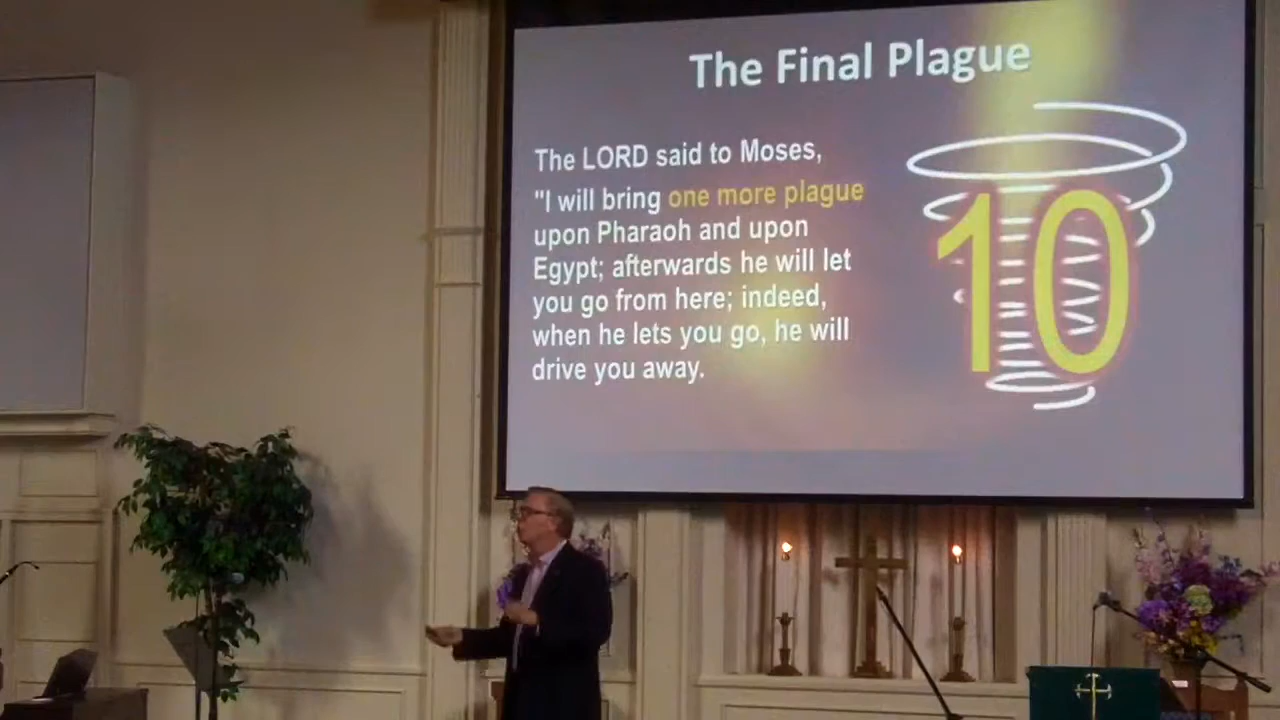 The Final Plague
The LORD said to Moses,
"I will bring one more plague
upon Pharaoh and upon
Egypt; afterwards he will let
you go from here; indeed,
when he lets you go, he will
drive you away.
10